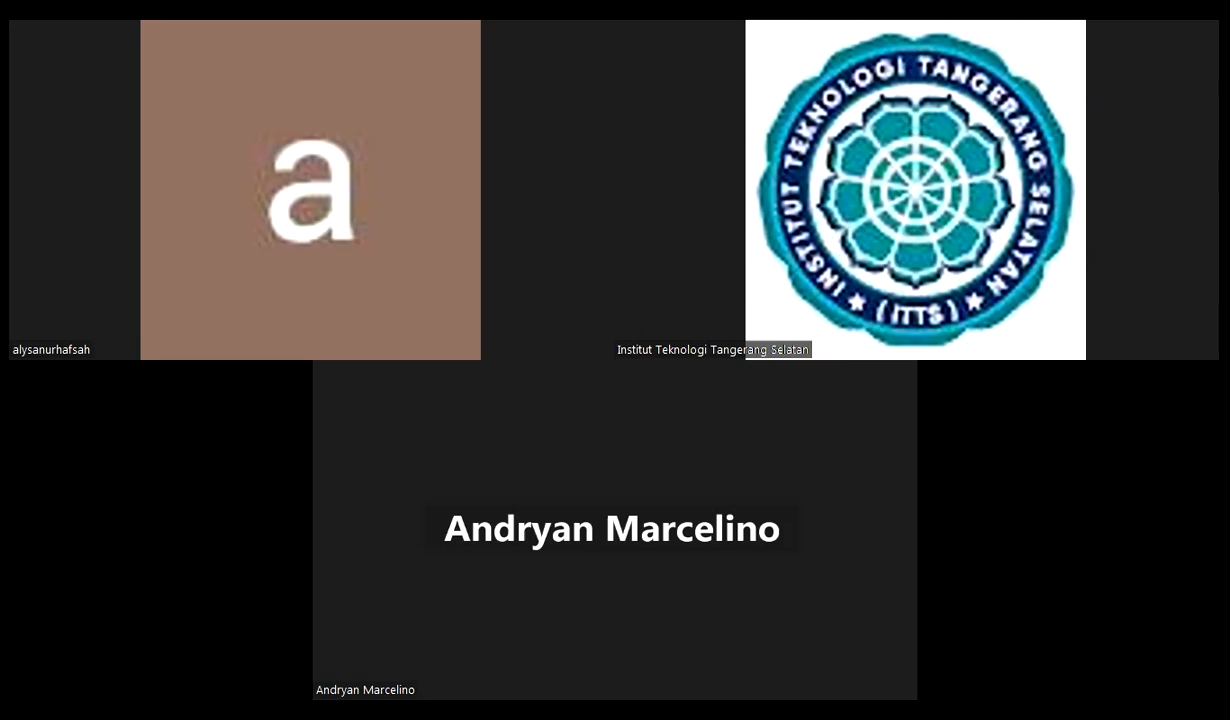 a
alysanurhafsah
INSTITUT TEKNOLOGI TANGERANG SELATAN
( ITTS )
Institut Teknologi Tangerang Selatan
Andryan Marcelino
Andryan Marcelino